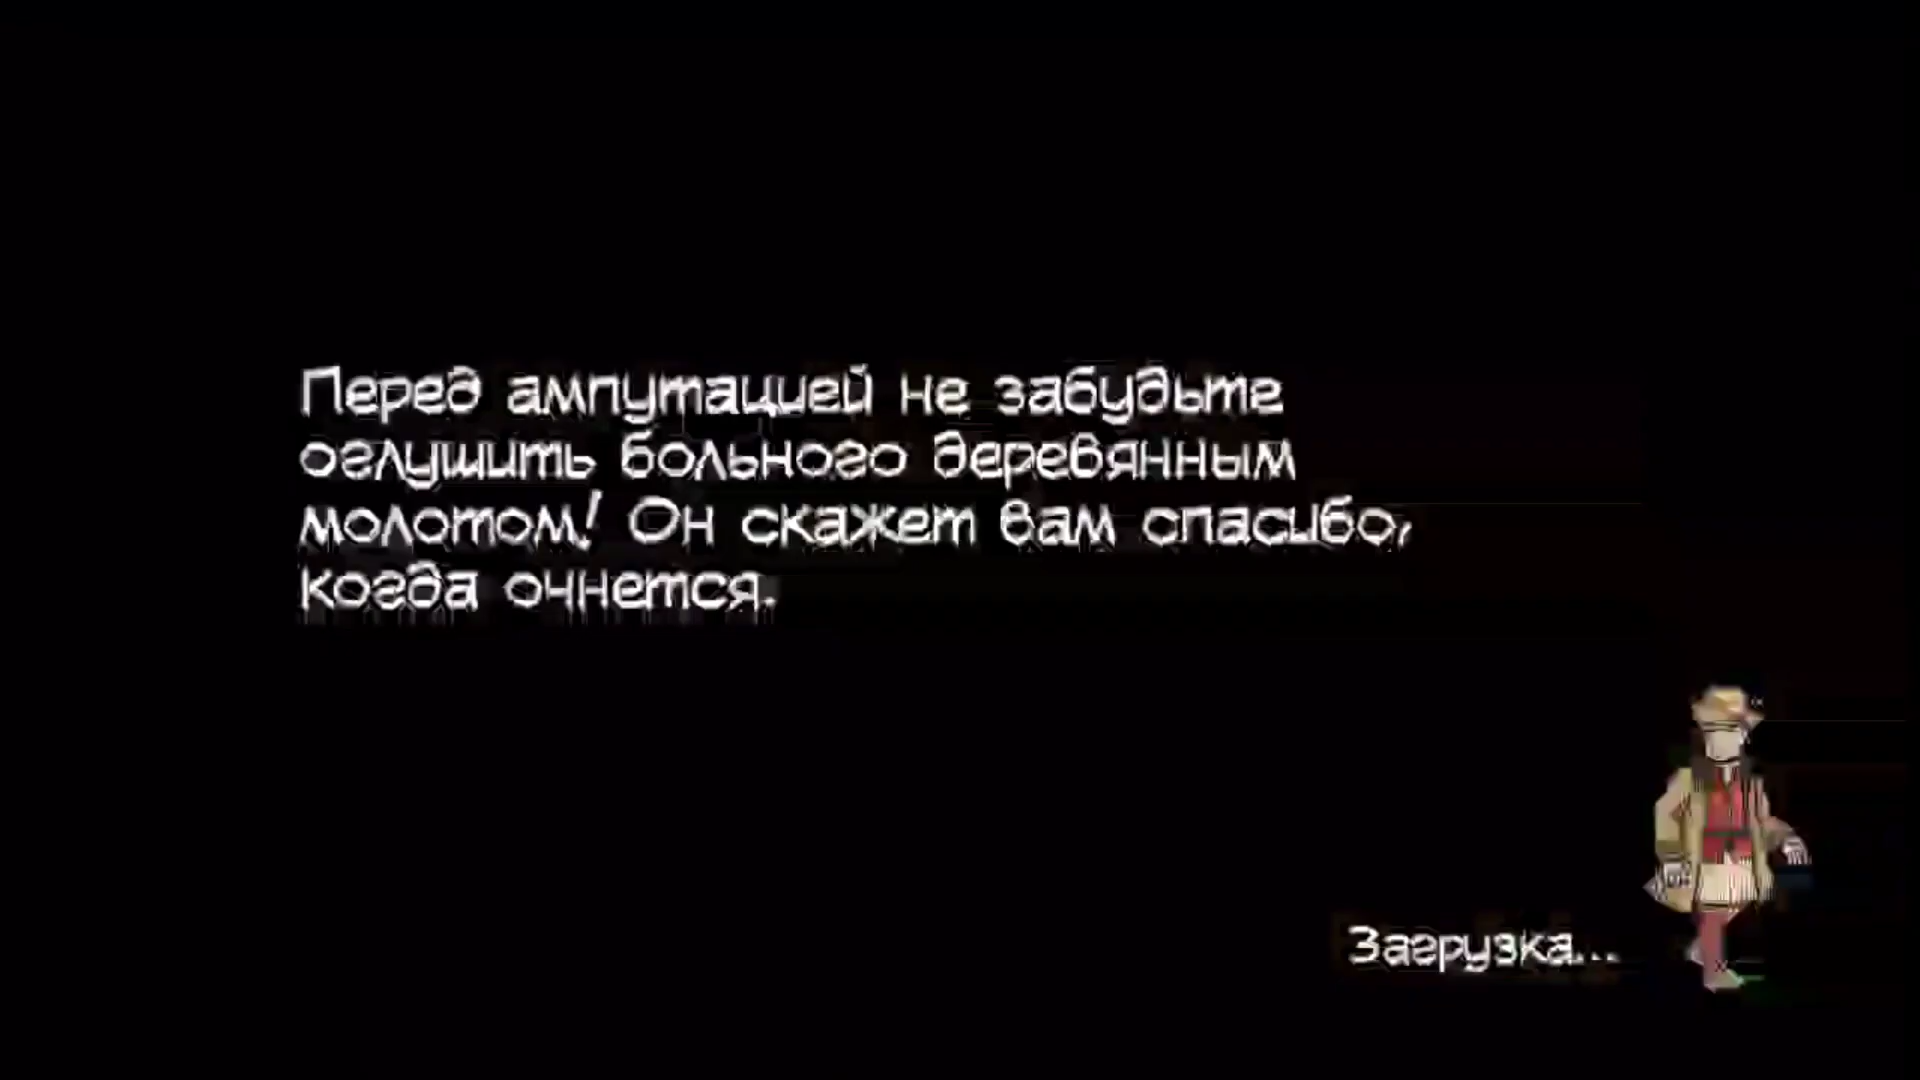 Перед ампутацией не забудьте
оглушить больного деревянным
молотом! Он скажет вам спасибо,
когда очнется.
Загрузка...